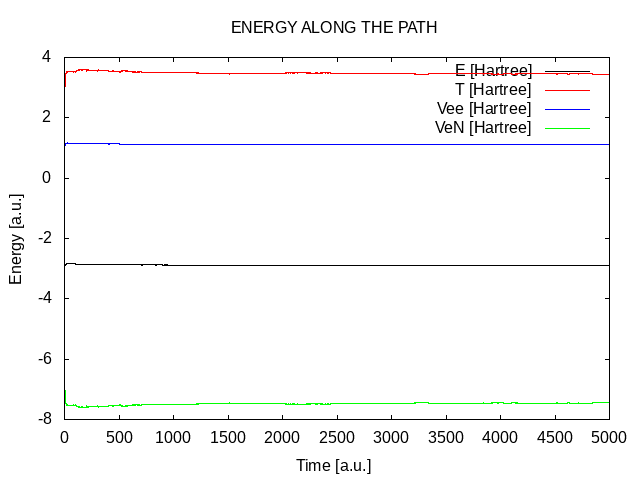 ENERGY ALONG THE PATH
E [Hartree]
T [Hartree]
Vee [Hartree]
VeN [Hartree]
4
2
0
-2
-4
-6
-8
Energy [a.u.]
0 500 1000 1500 2000 2500 3000 3500 4000 4500 5000
Time [a.u.]